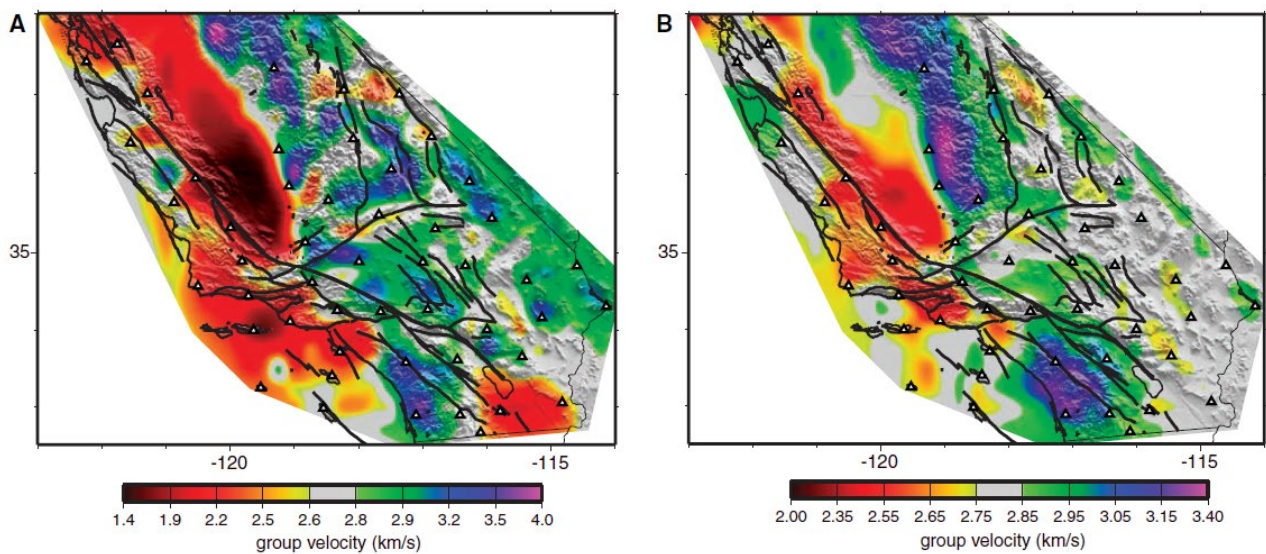 A
B
35
35
-120
-115
-120
-115
1.4 1.9 2.2 2.5 2.6 2.8 2.9 3.2 3.5 4.0
group velocity (km/s)
2.00 2.35 2.55 2.65 2.75 2.85 2.95 3.05 3.15 3.40
group velocity (km/s)